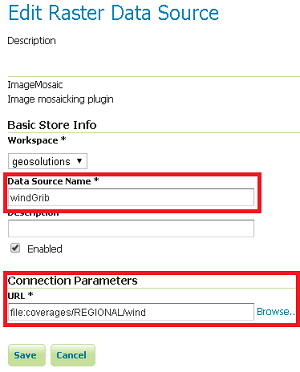 Edit Raster Data Source
Description
ImageMosaic
Image mosaicking plugin
Basic Store Info
Workspace *
geosolutions
Data Source Name *
windGrib
Description
Enabled
Connection Parameters
URL *
file:coverages/REGIONAL/wind Browse..
Save Cancel